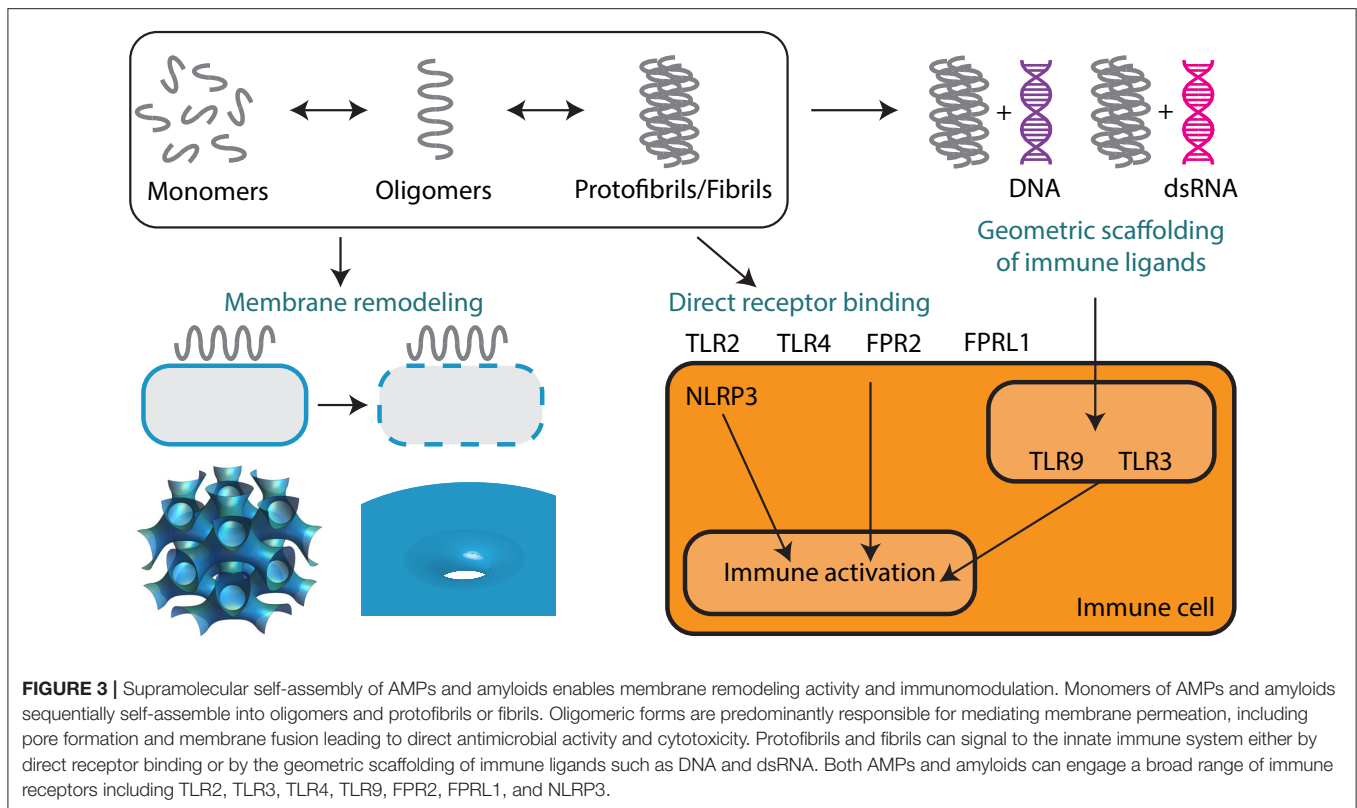 Monomers
Oligomers
Protofibrils/Fibrils
+
DNA
+
dsRNA
Geometric scaffolding
of immune ligands
Membrane remodeling
Direct receptor binding
TLR2 TLR4 FPR2 FPRL1
NLRP3
TLR9 TLR3
Immune activation
Immune cell
FIGURE 3 | Supramolecular self-assembly of AMPs and amyloids enables membrane remodeling activity and immunomodulation. Monomers of AMPs and amyloids
sequentially self-assemble into oligomers and protofibrils or fibrils. Oligomeric forms are predominantly responsible for mediating membrane permeation, including
pore formation and membrane fusion leading to direct antimicrobial activity and cytotoxicity. Protofibrils and fibrils can signal to the innate immune system either by
direct receptor binding or by the geometric scaffolding of immune ligands such as DNA and dsRNA. Both AMPs and amyloids can engage a broad range of immune
receptors including TLR2, TLR3, TLR4, TLR9, FPR2, FPRL1, and NLRP3.